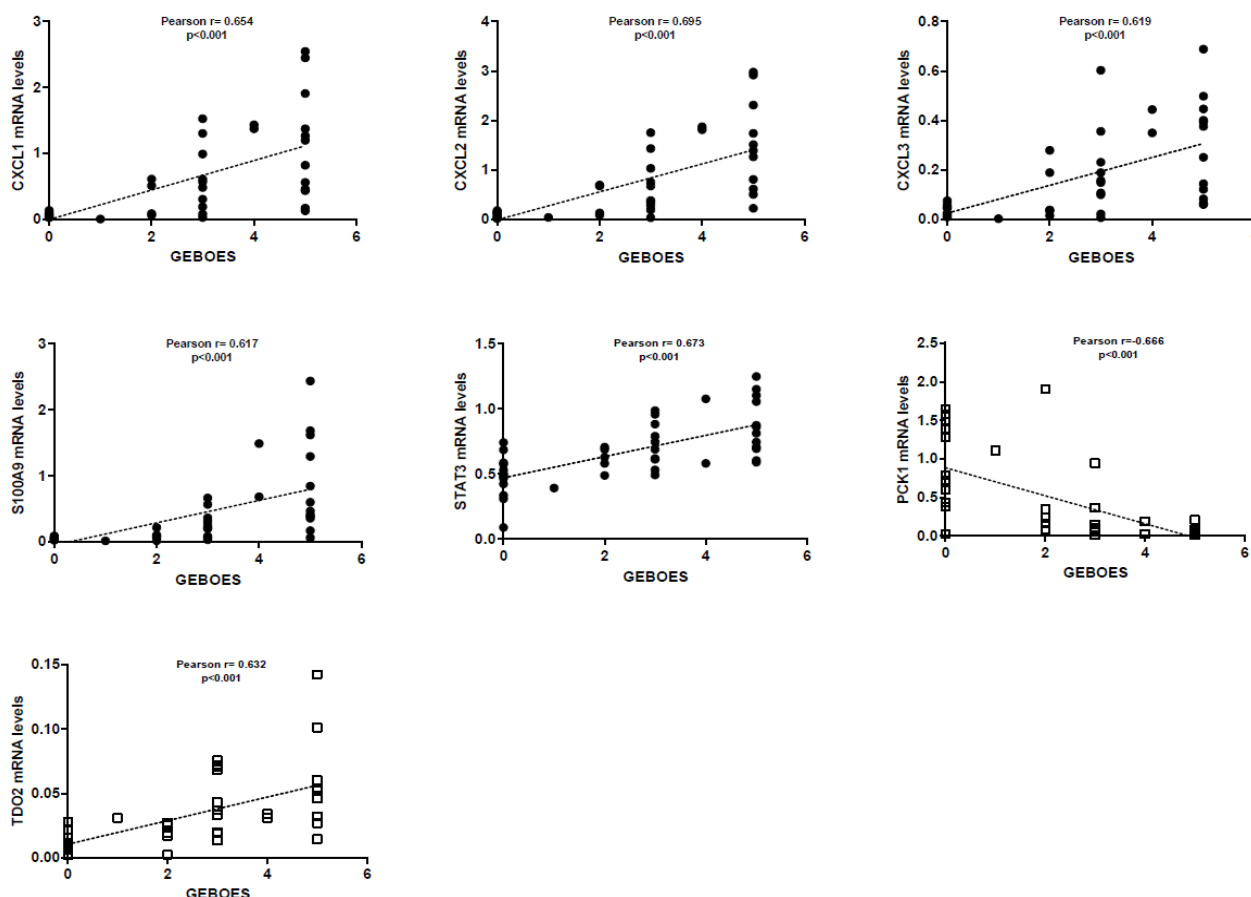 Pearson r= 0.654
p<0.001
CXCL1 mRNA levels
3
2
1
0
0 2 4 6
GEBOES
Pearson r= 0.695
p<0.001
CXCL2 mRNA levels
4
3
2
1
0
0 2 4 6
GEBOES
Pearson r= 0.619
p<0.001
CXCL3 mRNA levels
0.8
0.6
0.4
0.2
0.0
0 2 4
GEBOES
Pearson r= 0.617
p<0.001
S100A9 mRNA levels
3
2
1
0
0 2 4 6
GEBOES
Pearson r= 0.673
p<0.001
STAT3 mRNA levels
1.5
1.0
0.5
0.0
0 2 4 6
GEBOES
Pearson r=-0.666
p<0.001
PCK1 mRNA levels
2.5
2.0
1.5
1.0
0.5
0.0
0 2 4 6
GEBOES
Pearson r= 0.632
p<0.001
TDO2 mRNA levels
0.15
0.10
0.05
0.00
0 2 4 6
GEBOES